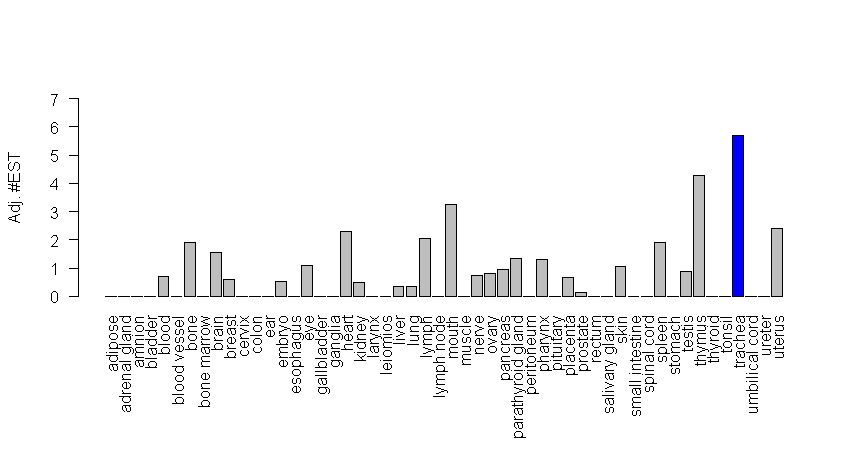 Adj. #EST
7
6
5
4
3
2
1
0
adipose
adrenal gland
amnion
bladder
blood
blood vessel
bone
bone marrow
brain
breast
cervix
colon
ear
embryo
esophagus
eye
gallbladder
ganglia
heart
kidney
larynx
leiomios
liver
lung
lymph
lymph node
mouth
muscle
nerve
ovary
pancreas
parathyroid gland
peritoneum
pharynx
pituitary
placenta
prostate
rectum
salivary gland
skin
small intestine
spinal cord
spleen
stomach
testis
thymus
thyroid
tonsil
trachea
umbilical cord
ureter
uterus